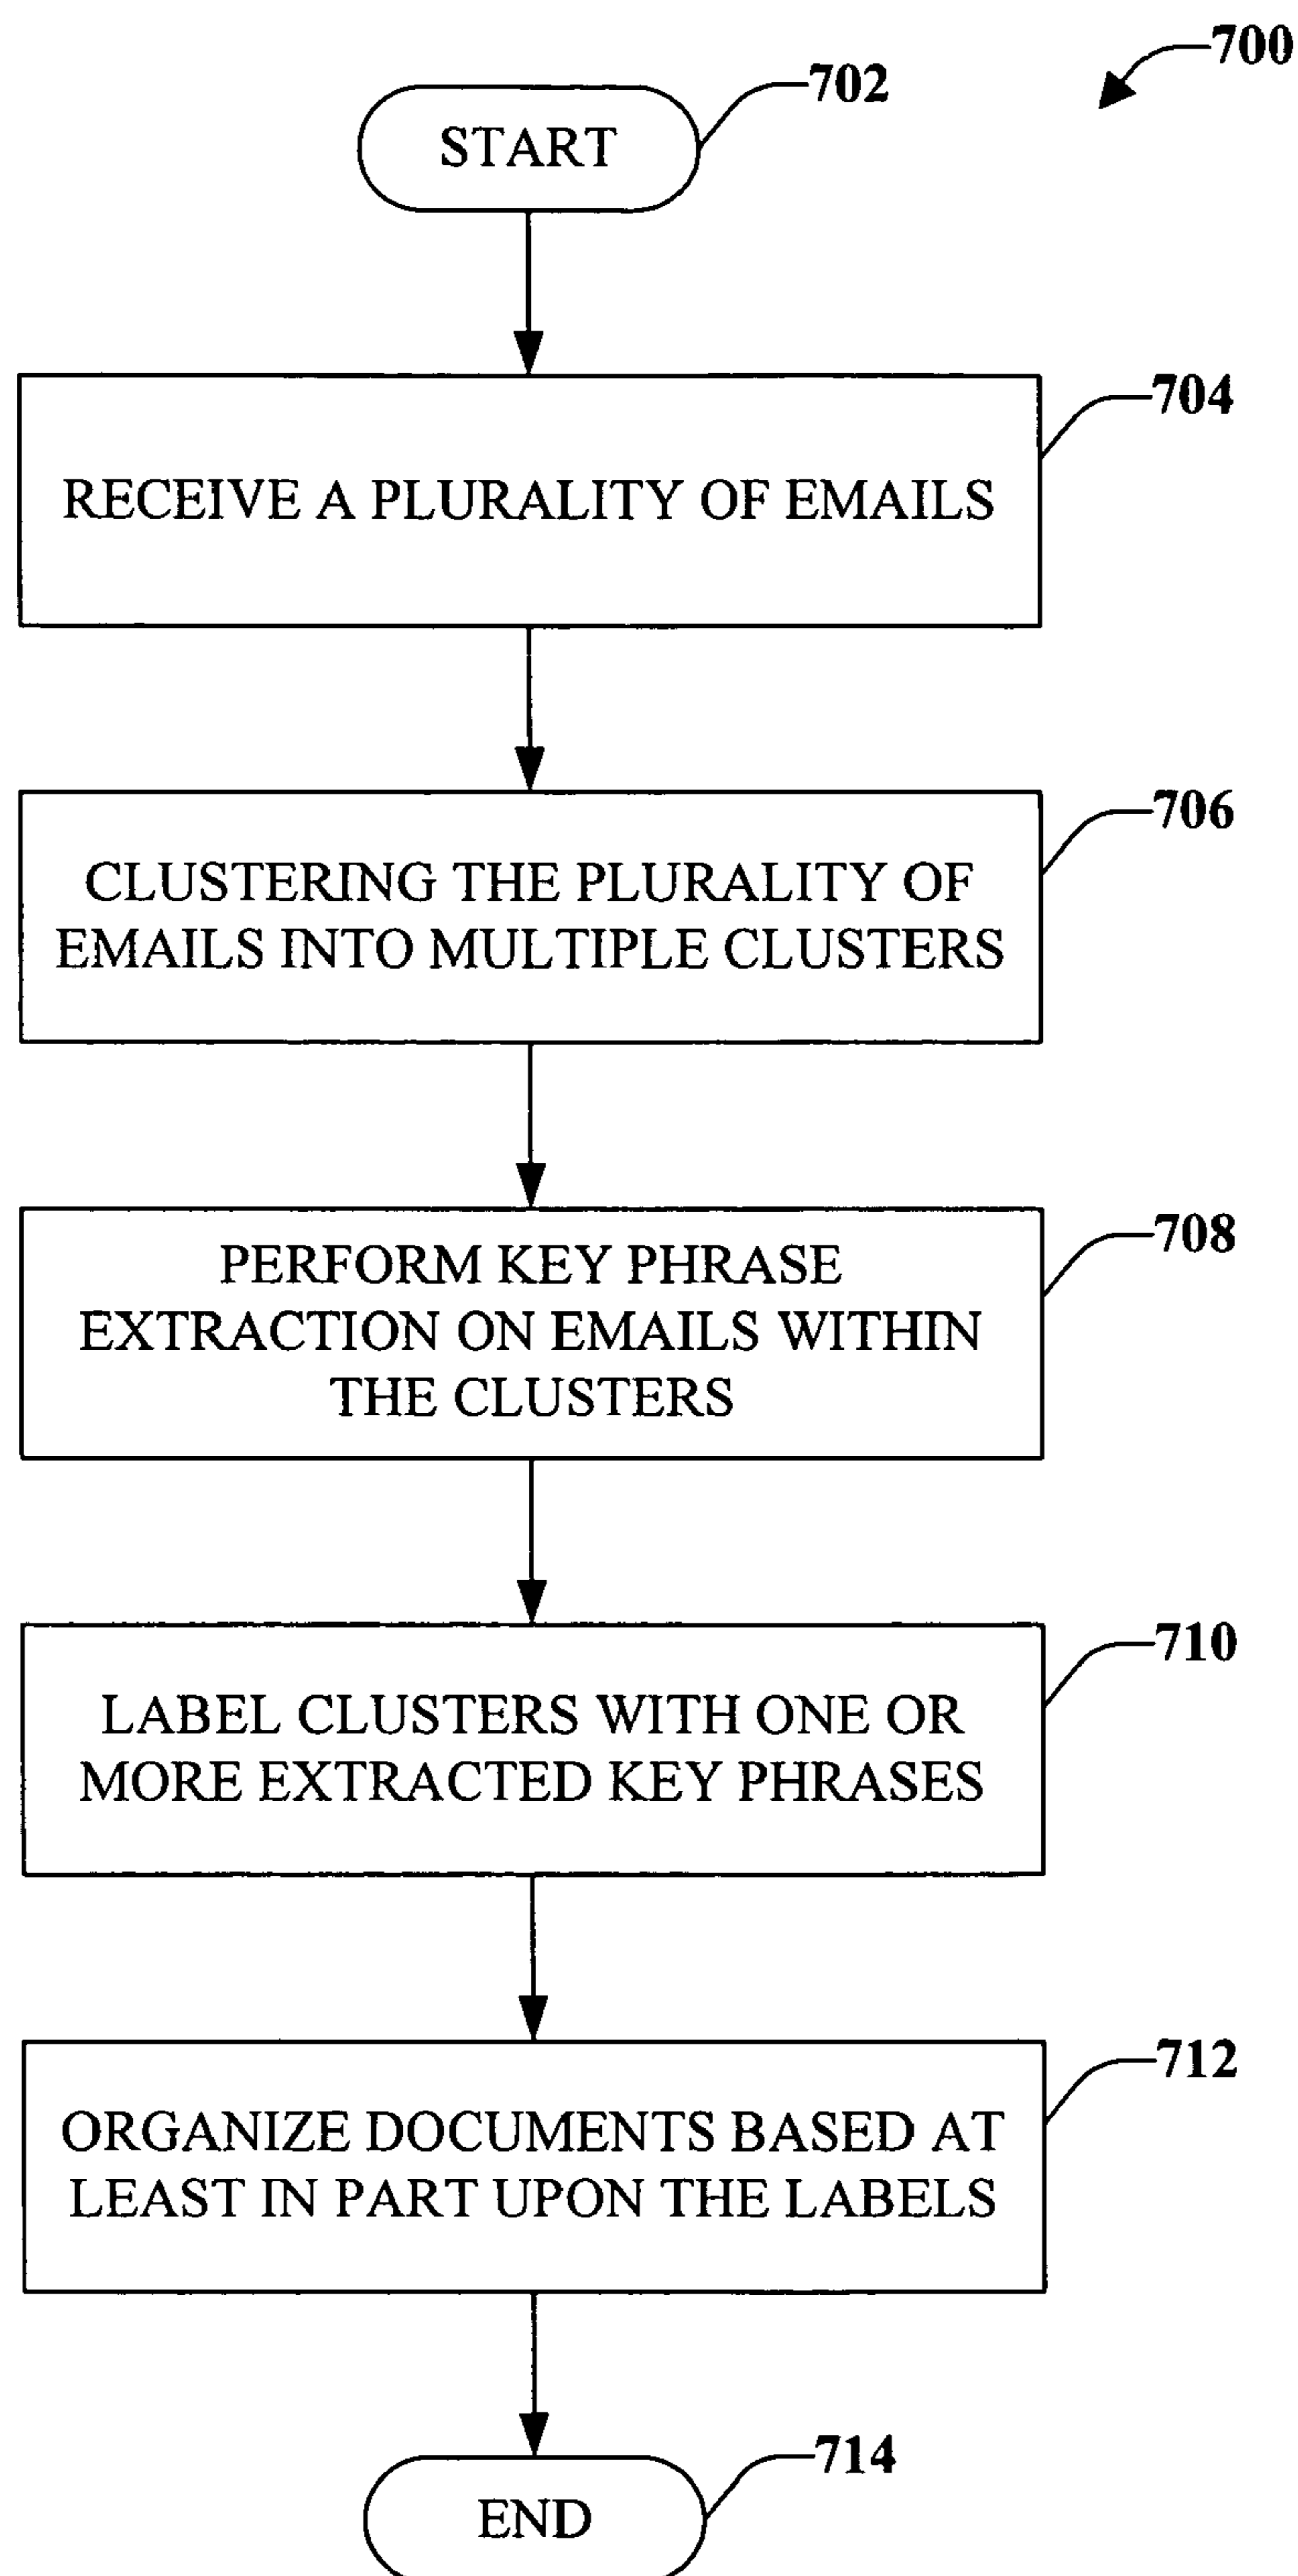 700
702
START
704
RECEIVE A PLURALITY OF EMAILS
706
CLUSTERING THE PLURALITY OF
EMAILS INTO MULTIPLE CLUSTERS
708
PERFORM KEY PHRASE
EXTRACTION ON EMAILS WITHIN
THE CLUSTERS
710
LABEL CLUSTERS WITH ONE OR
MORE EXTRACTED KEY PHRASES
712
ORGANIZE DOCUMENTS BASED AT
LEAST IN PART UPON THE LABELS
714
END